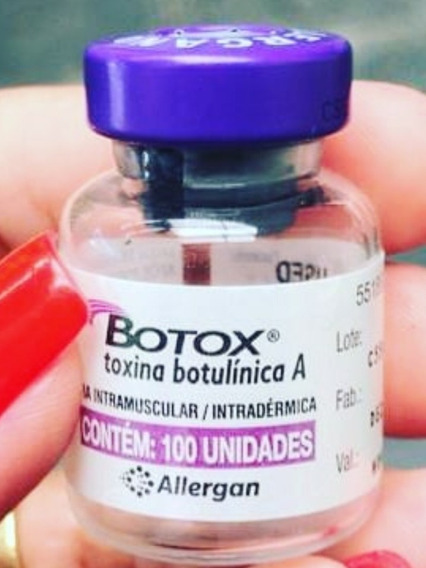 BOTOX®
toxina botulínica A
INTRAMUSCULAR / INTRADÉRMICA
CONTÉM: 100 UNIDADES
Allergan
Lote:
Fab.:
Val.: